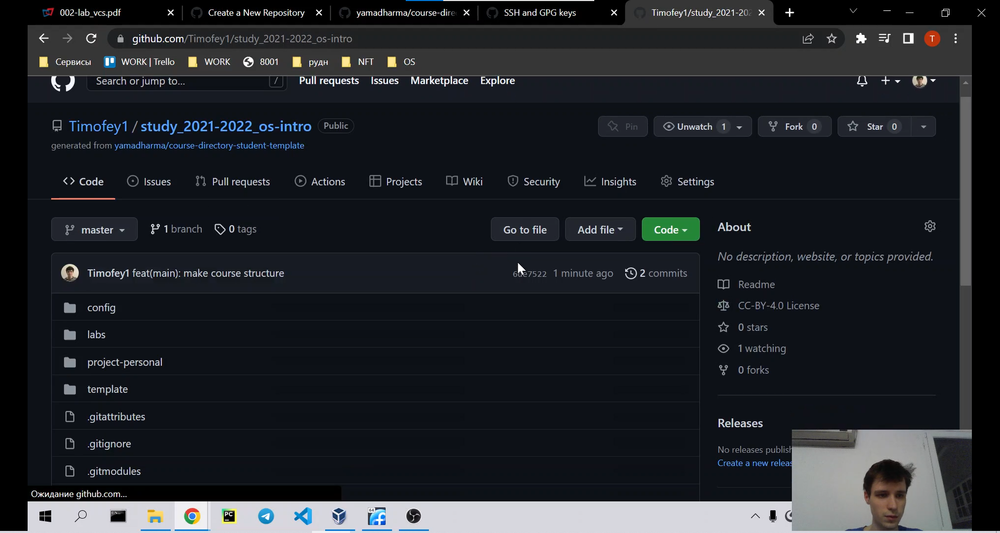 002-lab_vcs.pdf
Create a New Repository
yamadharma/course-dire
SSH and GPG keys
Timofey1/study_2021-202
github.com/Timofey1/study_2021-2022_os-intro
T
Сервисы
WORK | Trello
WORK
8001
рудн
NFT
OS
Search or jump to...
/
Pull requests
Issues
Marketplace
Explore
Timofey1 / study_2021-2022_os-intro
Public
Pin
Unwatch 1
Fork 0
Star 0
generated from yamadharma/course-directory-student-template
Code
Issues
Pull requests
Actions
Projects
Wiki
Security
Insights
Settings
master
1 branch
0 tags
Go to file
Add file
Code
About
No description, website, or topics provided.
Timofey1 feat(main): make course structure
1 minute ago
2 commits
Readme
config
CC-BY-4.0 License
labs
0 stars
1 watching
project-personal
0 forks
template
.gitattributes
Releases
.gitignore
No releases publish
Create a new releas
.gitmodules
Ожидание github.com...
PC
64